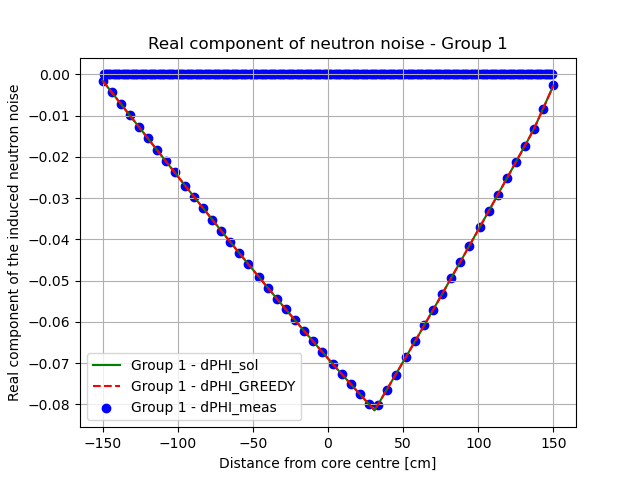 Real component of neutron noise - Group 1
Real component of the induced neutron noise
0.00
−0.01
−0.02
−0.03
−0.04
−0.05
−0.06
−0.07
−0.08
Group 1 - dPHI_sol
Group 1 - dPHI_GREEDY
Group 1 - dPHI_meas
−150 −100 −50 0 50 100 150
Distance from core centre [cm]